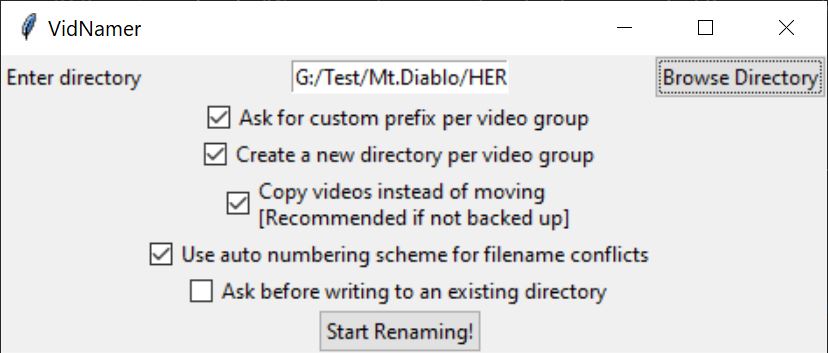 VidNamer
Enter directory G:/Test/Mt.Diablo/HER Browse Directory
Ask for custom prefix per video group
Create a new directory per video group
Copy videos instead of moving
[Recommended if not backed up]
Use auto numbering scheme for filename conflicts
Ask before writing to an existing directory
Start Renaming!